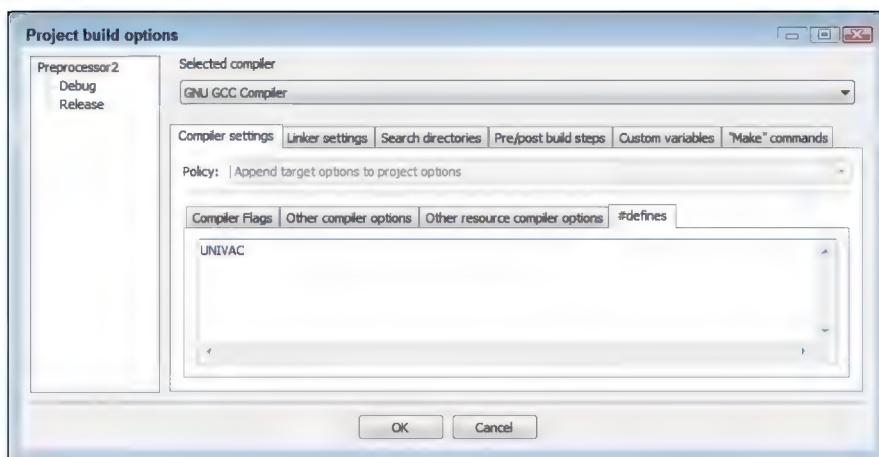 Project build options
Preprocessor2
Debug
Release
Selected compiler
GNU GCC Compiler
Compiler settings Linker settings Search directories Pre/post build steps Custom variables "Make" commands
Policy: Append target options to project options
Compiler Flags Other compiler options Other resource compiler options #defines
UNIVAC
OK Cancel